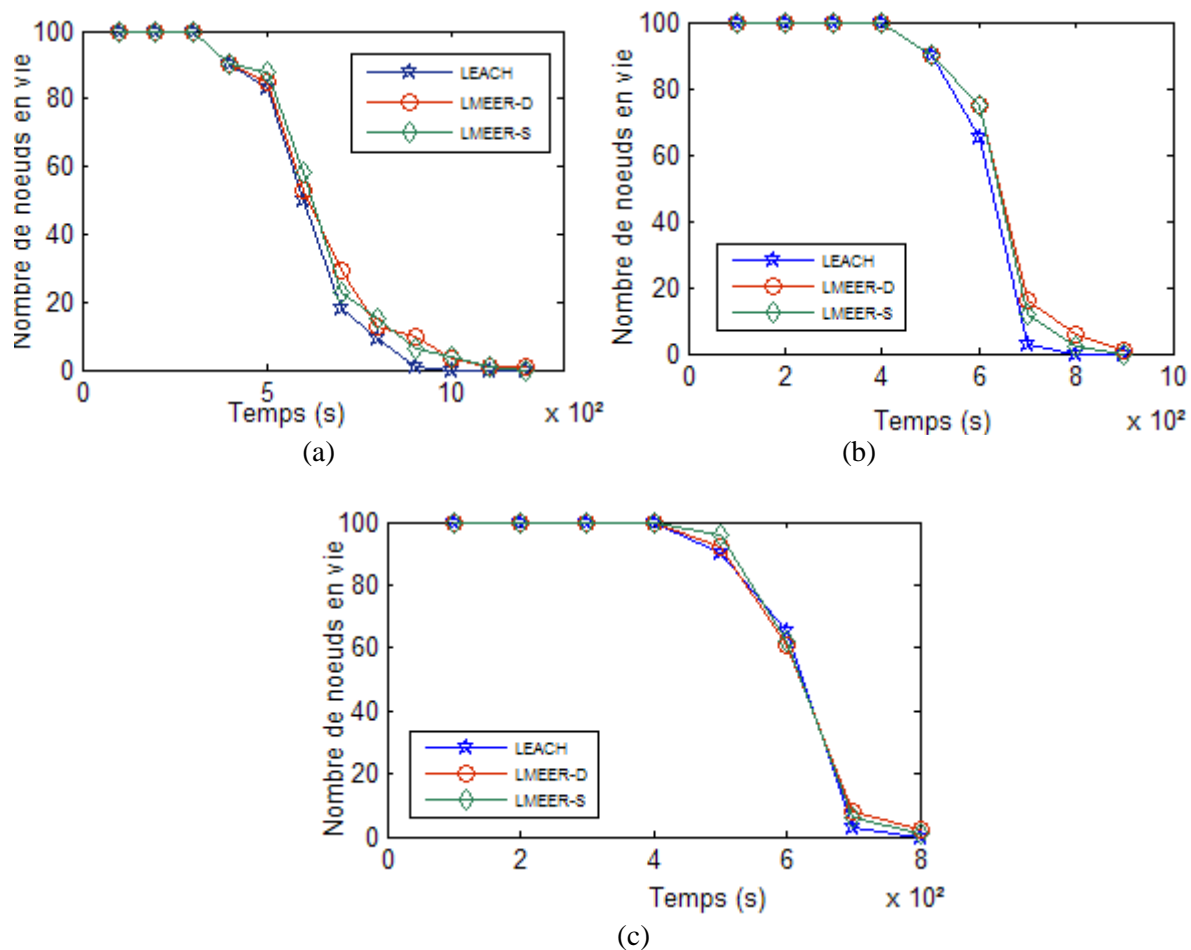 100
80
60
40
20
0
Nombre de noeuds en vie
LEACH
LMEER-D
LMEER-S
0 5 10
Temps (s) x 10²
(a)
100
80
60
40
20
0
Nombre de noeuds en vie
LEACH
LMEER-D
LMEER-S
0 2 4 6 8 10
Temps (s) x 10²
(b)
100
80
60
40
20
0
Nombre de noeuds en vie
LEACH
LMEER-D
LMEER-S
0 2 4 6 8
Temps (s) x 10²
(c)